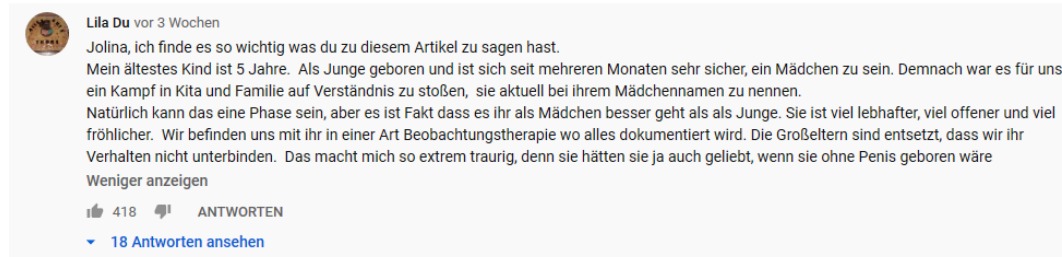 Lila Du vor 3 Wochen
Jolina, ich finde es so wichtig was du zu diesem Artikel zu sagen hast.
Mein ältestes Kind ist 5 Jahre.  Als Junge geboren und ist sich seit mehreren Monaten sehr sicher, ein Mädchen zu sein. Demnach war es für uns
ein Kampf in Kita und Familie auf Verständnis zu stoßen,  sie aktuell bei ihrem Mädchennamen zu nennen.
Natürlich kann das eine Phase sein, aber es ist Fakt dass es ihr als Mädchen besser geht als als Junge. Sie ist viel lebhafter, viel offener und viel
fröhlicher.  Wir befinden uns mit ihr in einer Art Beobachtungstherapie wo alles dokumentiert wird. Die Großeltern sind entsetzt, dass wir ihr
Verhalten nicht unterbinden.  Das macht mich so extrem traurig, denn sie hätten sie ja auch geliebt, wenn sie ohne Penis geboren wäre
Weniger anzeigen
418 ANTWORTEN
18 Antworten ansehen